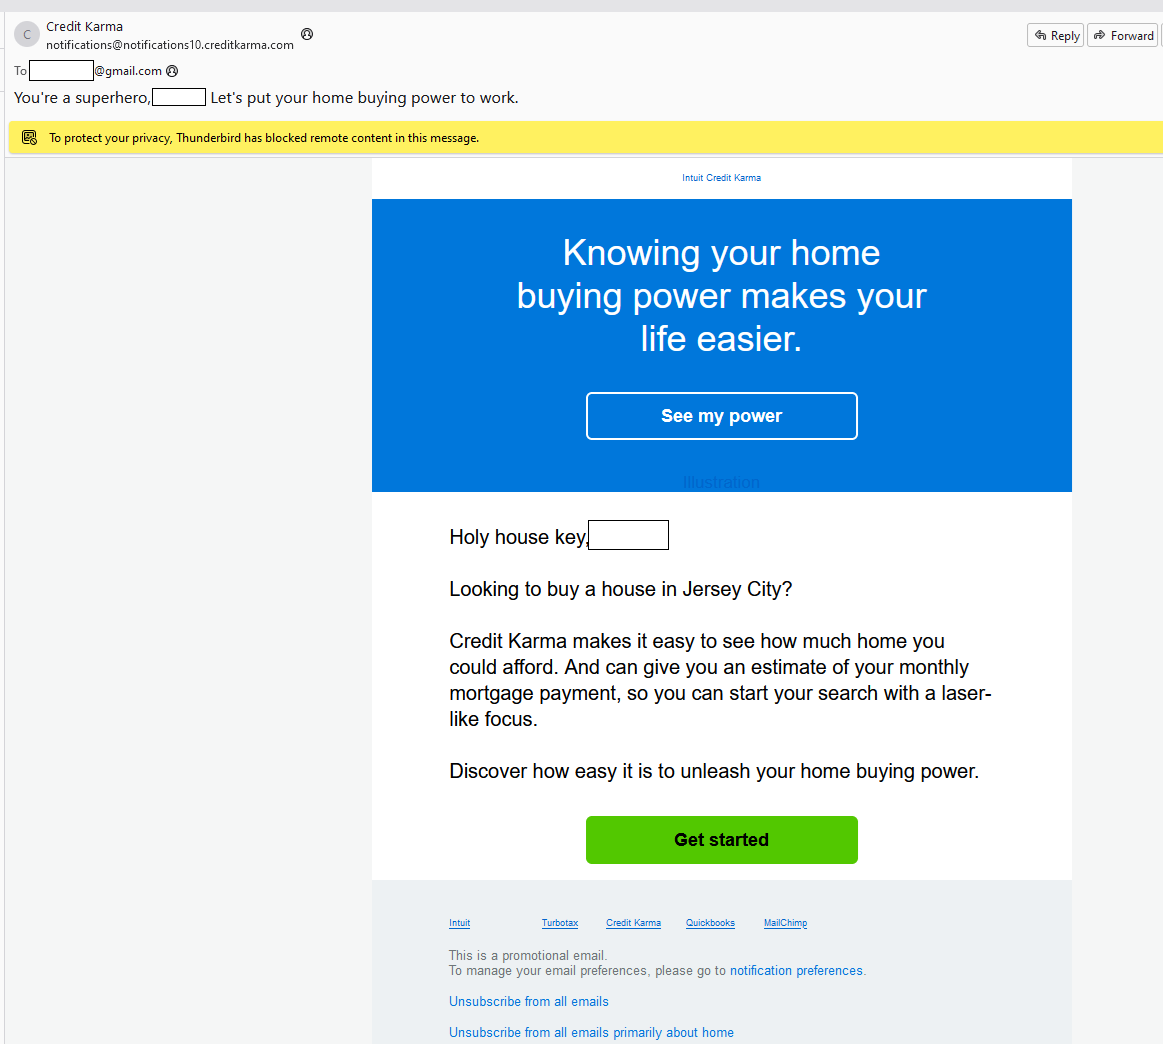 C
Credit Karma
notifications@notifications10.creditkarma.com
Reply
Forward
To @gmail.com
You're a superhero, Let's put your home buying power to work.
To protect your privacy, Thunderbird has blocked remote content in this message.
Intuit Credit Karma
Knowing your home
buying power makes your
life easier.
See my power
Illustration
Holy house key,
Looking to buy a house in Jersey City?
Credit Karma makes it easy to see how much home you
could afford. And can give you an estimate of your monthly
mortgage payment, so you can start your search with a laser-
like focus.
Discover how easy it is to unleash your home buying power.
Get started
Intuit Turbotax Credit Karma Quickbooks MailChimp
This is a promotional email.
To manage your email preferences, please go to notification preferences.
Unsubscribe from all emails
Unsubscribe from all emails primarily about home